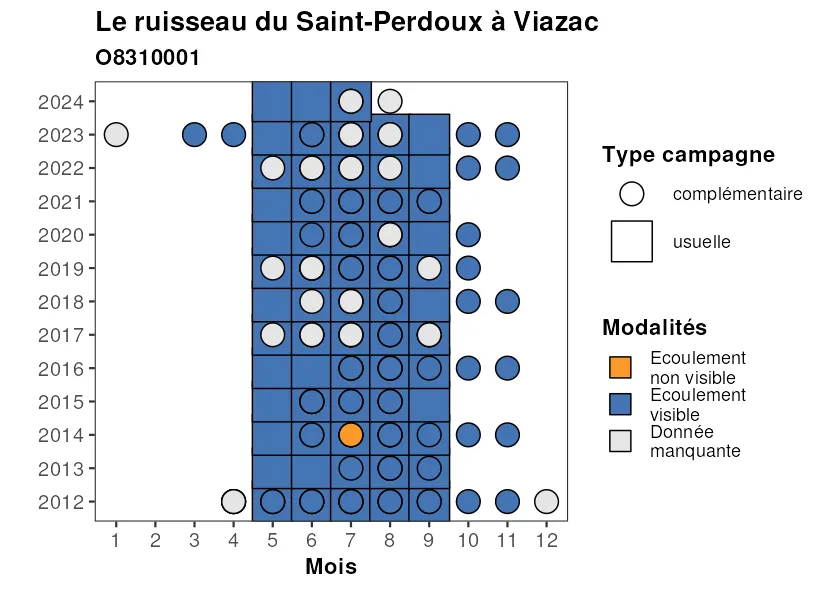 Le ruisseau du Saint-Perdoux à Viazac
O8310001
2024
2023
2022
2021
2020
2019
2018
2017
2016
2015
2014
2013
2012
1 2 3 4 5 6 7 8 9 10 11 12
Mois
Type campagne
complémentaire
usuelle
Modalités
Ecoulement
non visible
Ecoulement
visible
Donnée
manquante